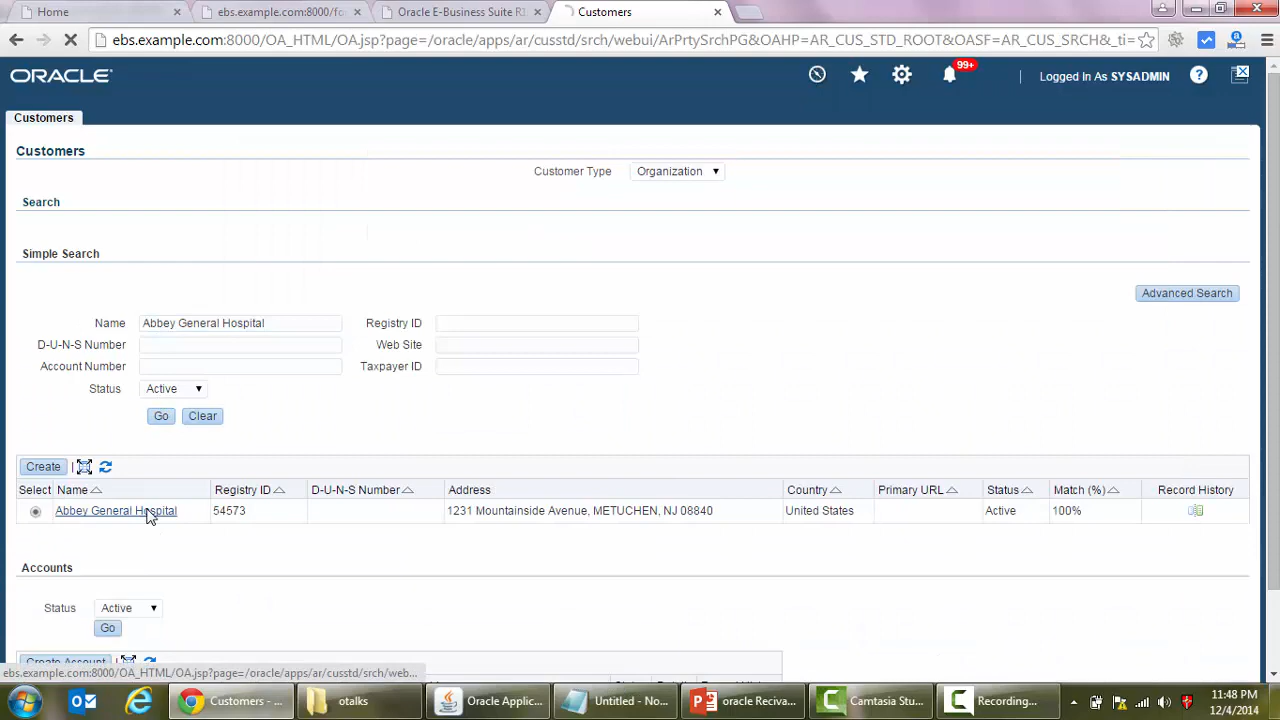 Home
ebs.example.com:8000/fo
Oracle E-Business Suite R1
Customers
ebs.example.com:8000/OA_HTML/OA.jsp?page=/oracle/apps/ar/cusstd/srch/webui/ArPrtySrchPG&OAHP=AR_CUS_STD_ROOT&OASF=AR_CUS_SRCH&_ti=
ORACLE
99+
Logged In As SYSADMIN
Customers
Customers
Customer Type Organization
Search
Simple Search
Advanced Search
Name Abbey General Hospital Registry ID
D-U-N-S Number Web Site
Account Number Taxpayer ID
Status Active
Go Clear
Create
Select Name Registry ID D-U-N-S Number Address Country Primary URL Status Match (%) Record History
Abbey General Hospital 54573 1231 Mountainside Avenue, METUCHEN, NJ 08840 United States Active 100%
Accounts
Status Active
Go
Create Account
ebs.example.com:8000/OA_HTML/OA.jsp?page=/oracle/apps/ar/cusstd/srch/web...
Customers - ...
otalks
Oracle Applic...
Untitled - No...
oracle Reciva...
Camtasia Stu...
Recording...
11:48 PM
12/4/2014